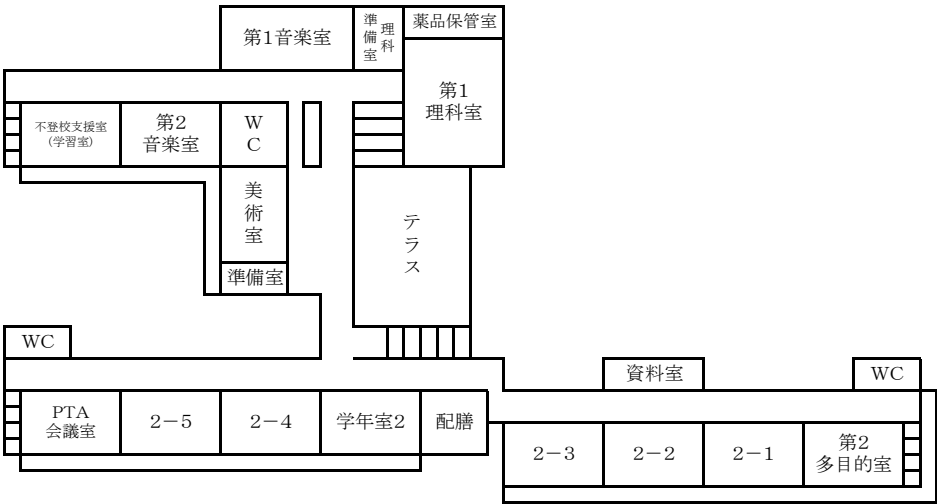 第1音楽室
理科
準備室
薬品保管室
第1
理科室
不登校支援室
(学習室)
第2
音楽室
WC
美術室
準備室
テラス
WC
PTA
会議室
2-5
2-4
学年室2
配膳
資料室
WC
2-3
2-2
2-1
第2
多目的室